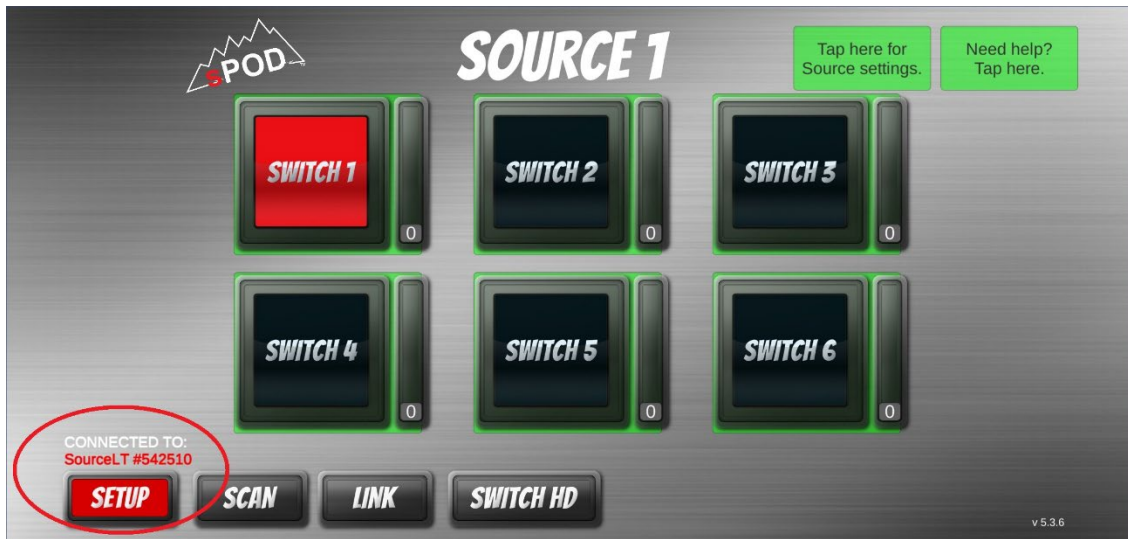 sPOD
SOURCE 1
Tap here for
Source settings.
Need help?
Tap here.
SWITCH 1
0
SWITCH 2
0
SWITCH 3
0
SWITCH 4
0
SWITCH 5
0
SWITCH 6
0
CONNECTED TO:
SourceLT #542510
SETUP
SCAN
LINK
SWITCH HD
v 5.3.6